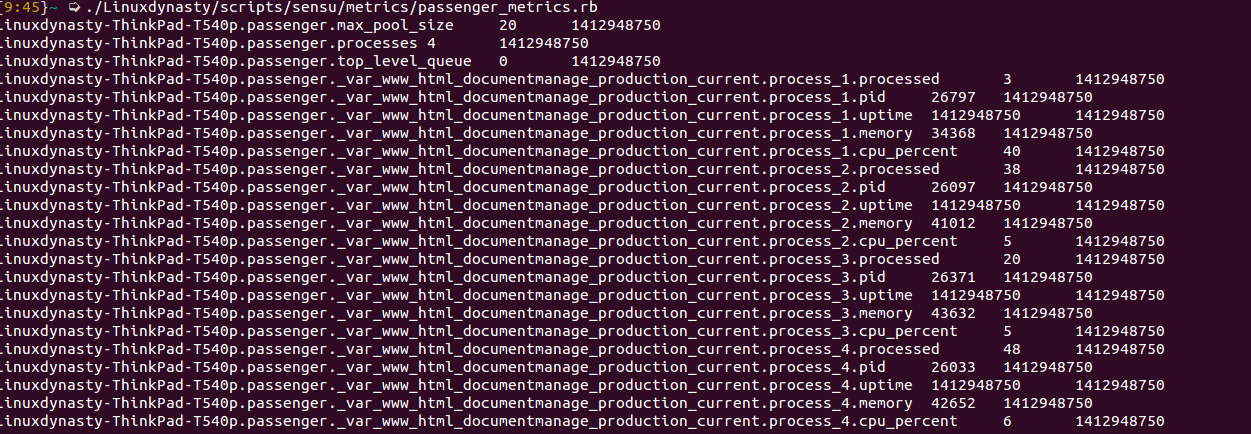 [9:45]~ ➭ ./Linuxdynasty/scripts/sensu/metrics/passenger_metrics.rb
linuxdynasty-ThinkPad-T540p.passenger.max_pool_size 20 1412948750
linuxdynasty-ThinkPad-T540p.passenger.processes 4 1412948750
linuxdynasty-ThinkPad-T540p.passenger.top_level_queue 0 1412948750
linuxdynasty-ThinkPad-T540p.passenger._var_www_html_documentmanage_production_current.process_1.processed 3 1412948750
linuxdynasty-ThinkPad-T540p.passenger._var_www_html_documentmanage_production_current.process_1.pid 26797 1412948750
linuxdynasty-ThinkPad-T540p.passenger._var_www_html_documentmanage_production_current.process_1.uptime 1412948750 1412948750
linuxdynasty-ThinkPad-T540p.passenger._var_www_html_documentmanage_production_current.process_1.memory 34368 1412948750
linuxdynasty-ThinkPad-T540p.passenger._var_www_html_documentmanage_production_current.process_1.cpu_percent 40 1412948750
linuxdynasty-ThinkPad-T540p.passenger._var_www_html_documentmanage_production_current.process_2.processed 38 1412948750
linuxdynasty-ThinkPad-T540p.passenger._var_www_html_documentmanage_production_current.process_2.pid 26097 1412948750
linuxdynasty-ThinkPad-T540p.passenger._var_www_html_documentmanage_production_current.process_2.uptime 1412948750 1412948750
linuxdynasty-ThinkPad-T540p.passenger._var_www_html_documentmanage_production_current.process_2.memory 41012 1412948750
linuxdynasty-ThinkPad-T540p.passenger._var_www_html_documentmanage_production_current.process_2.cpu_percent 5 1412948750
linuxdynasty-ThinkPad-T540p.passenger._var_www_html_documentmanage_production_current.process_3.processed 20 1412948750
linuxdynasty-ThinkPad-T540p.passenger._var_www_html_documentmanage_production_current.process_3.pid 26371 1412948750
linuxdynasty-ThinkPad-T540p.passenger._var_www_html_documentmanage_production_current.process_3.uptime 1412948750 1412948750
linuxdynasty-ThinkPad-T540p.passenger._var_www_html_documentmanage_production_current.process_3.memory 43632 1412948750
linuxdynasty-ThinkPad-T540p.passenger._var_www_html_documentmanage_production_current.process_3.cpu_percent 5 1412948750
linuxdynasty-ThinkPad-T540p.passenger._var_www_html_documentmanage_production_current.process_4.processed 48 1412948750
linuxdynasty-ThinkPad-T540p.passenger._var_www_html_documentmanage_production_current.process_4.pid 26033 1412948750
linuxdynasty-ThinkPad-T540p.passenger._var_www_html_documentmanage_production_current.process_4.uptime 1412948750 1412948750
linuxdynasty-ThinkPad-T540p.passenger._var_www_html_documentmanage_production_current.process_4.memory 42652 1412948750
linuxdynasty-ThinkPad-T540p.passenger._var_www_html_documentmanage_production_current.process_4.cpu_percent 6 1412948750